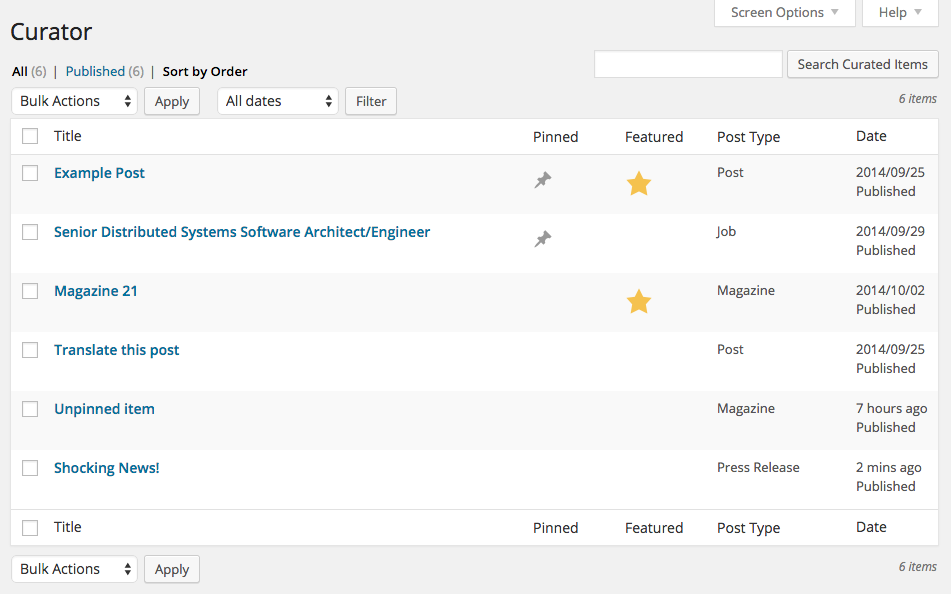 Screen Options Help
Curator
All (6) | Published (6) | Sort by Order
Search Curated Items
Bulk Actions Apply All dates Filter
6 items
Title Pinned Featured Post Type Date
Example Post Post 2014/09/25
Published
Senior Distributed Systems Software Architect/Engineer Job 2014/09/29
Published
Magazine 21 Magazine 2014/10/02
Published
Translate this post Post 2014/09/25
Published
Unpinned item Magazine 7 hours ago
Published
Shocking News! Press Release 2 mins ago
Published
Title Pinned Featured Post Type Date
Bulk Actions Apply
6 items